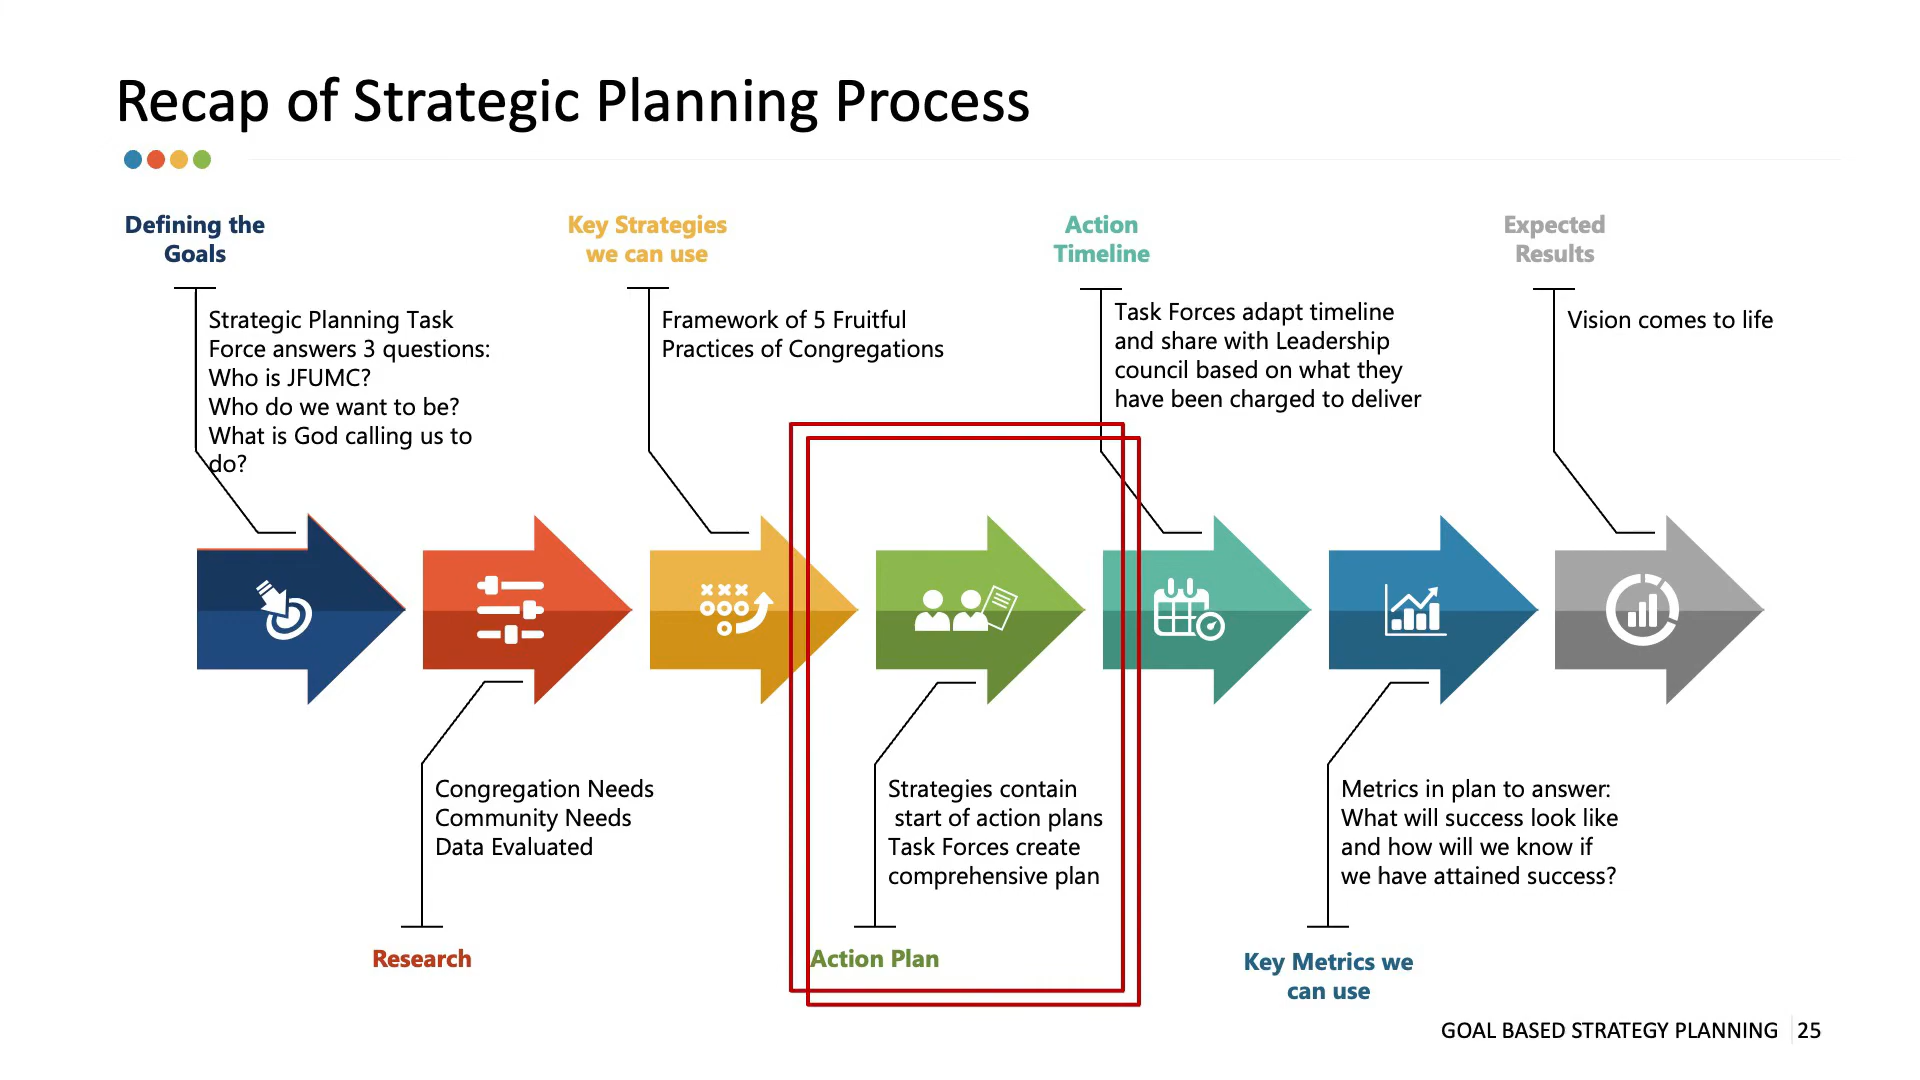 Recap of Strategic Planning Process
Defining the
Goals
Strategic Planning Task
Force answers 3 questions:
Who is JFUMC?
Who do we want to be?
What is God calling us to
do?
Research
Congregation Needs
Community Needs
Data Evaluated
Key Strategies
we can use
Framework of 5 Fruitful
Practices of Congregations
Action Plan
Strategies contain
start of action plans
Task Forces create
comprehensive plan
Action
Timeline
Task Forces adapt timeline
and share with Leadership
council based on what they
have been charged to deliver
Key Metrics we
can use
Metrics in plan to answer:
What will success look like
and how will we know if
we have attained success?
Expected
Results
Vision comes to life
GOAL BASED STRATEGY PLANNING 25